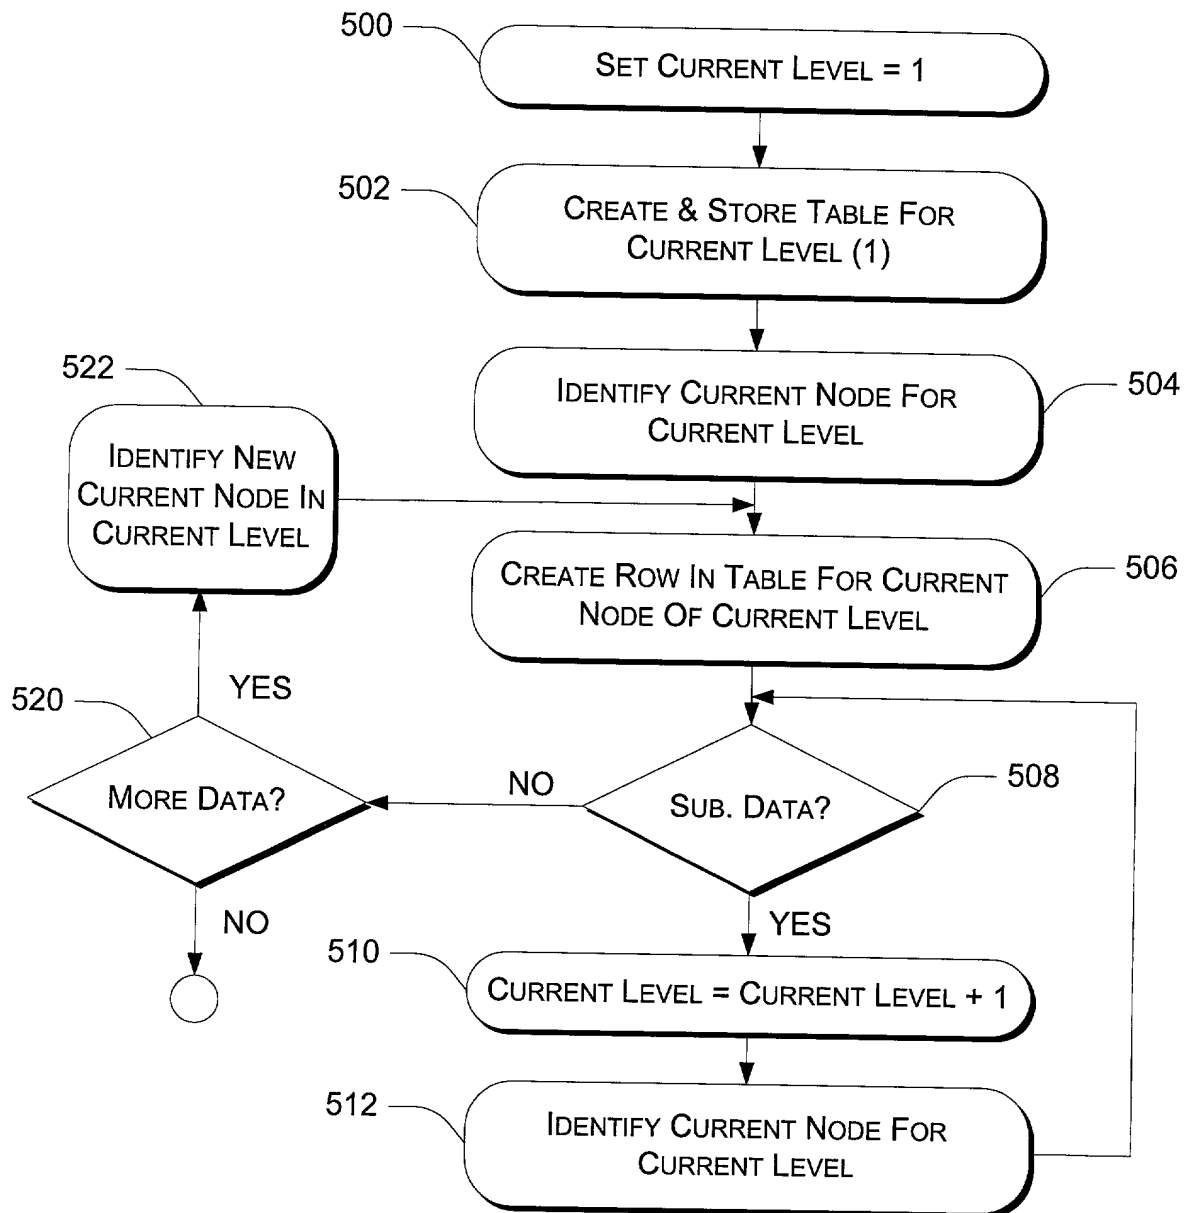 500
SET CURRENT LEVEL = 1
502
CREATE & STORE TABLE FOR
CURRENT LEVEL (1)
522
504
IDENTIFY CURRENT NODE FOR
CURRENT LEVEL
IDENTIFY NEW
CURRENT NODE IN
CURRENT LEVEL
506
CREATE ROW IN TABLE FOR CURRENT
NODE OF CURRENT LEVEL
520
YES
508
NO
MORE DATA?
SUB. DATA?
NO
YES
510
CURRENT LEVEL = CURRENT LEVEL + 1
512
IDENTIFY CURRENT NODE FOR
CURRENT LEVEL